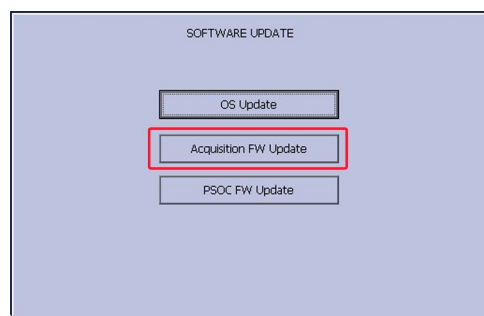 SOFTWARE UPDATE
OS Update
Acquisition FW Update
PSOC FW Update